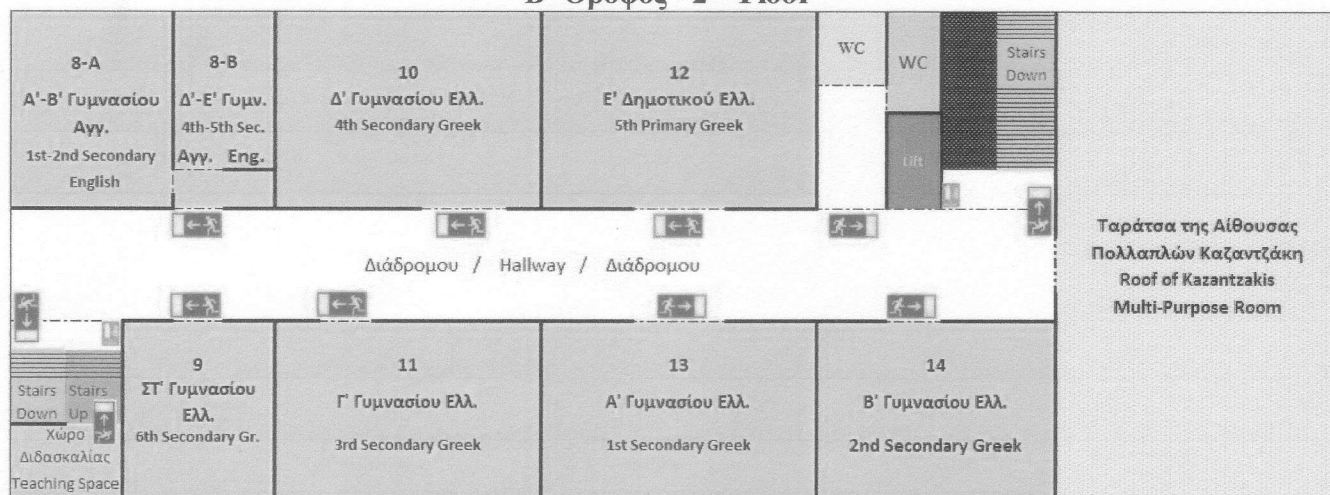 8-A
Α'-Β' Γυμνασίου
Αγγ.
1st-2nd Secondary
English
8-B
Δ'-Ε' Γυμν.
4th-5th Sec.
Αγγ. Eng.
10
Δ' Γυμνασίου Ελλ.
4th Secondary Greek
12
Ε' Δημοτικού Ελλ.
5th Primary Greek
WC
WC
Lift
Stairs
Down
Διάδρομου / Hallway / Διάδρομου
Ταράτσα της Αίθουσας
Πολλαπλών Καζαντζάκη
Roof of Kazantzakis
Multi-Purpose Room
Stairs Stairs
Down Up
Χώρο
Διδασκαλίας
Teaching Space
9
ΣΤ' Γυμνασίου
Ελλ.
6th Secondary Gr.
11
Γ' Γυμνασίου Ελλ.
3rd Secondary Greek
13
Α' Γυμνασίου Ελλ.
1st Secondary Greek
14
Β' Γυμνασίου Ελλ.
2nd Secondary Greek